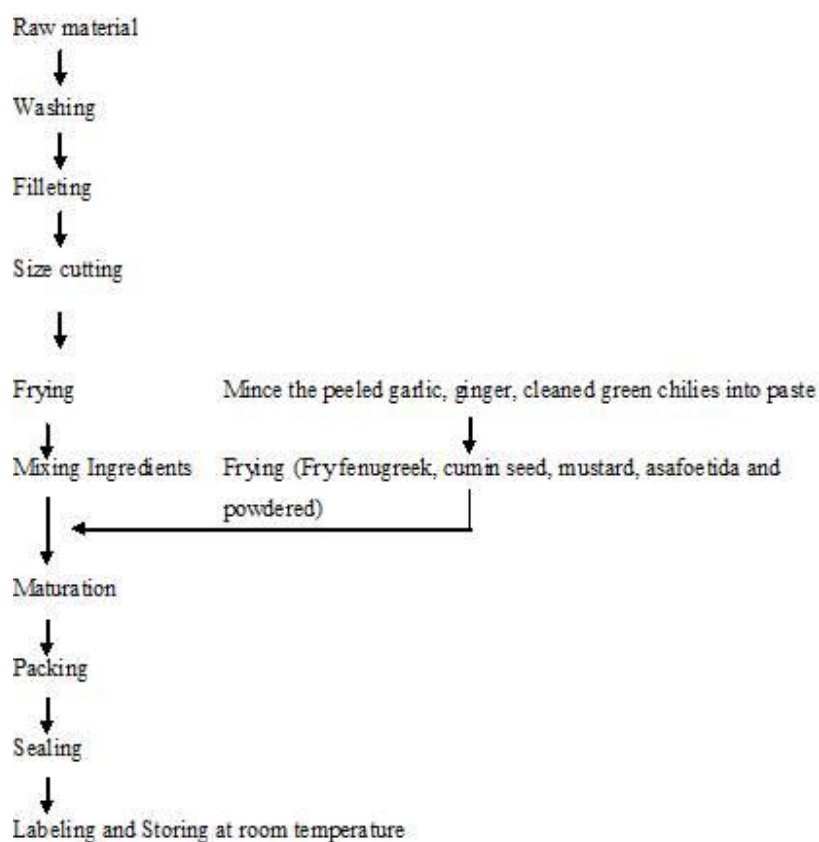 Raw material
Washing
Filleting
Size cutting
Frying
Mince the peeled garlic, ginger, cleaned green chilies into paste
Mixing Ingredients
Frying (Fry fenugreek, cumin seed, mustard, asafoetida and
powdered)
Maturation
Packing
Sealing
Labeling and Storing at room temperature